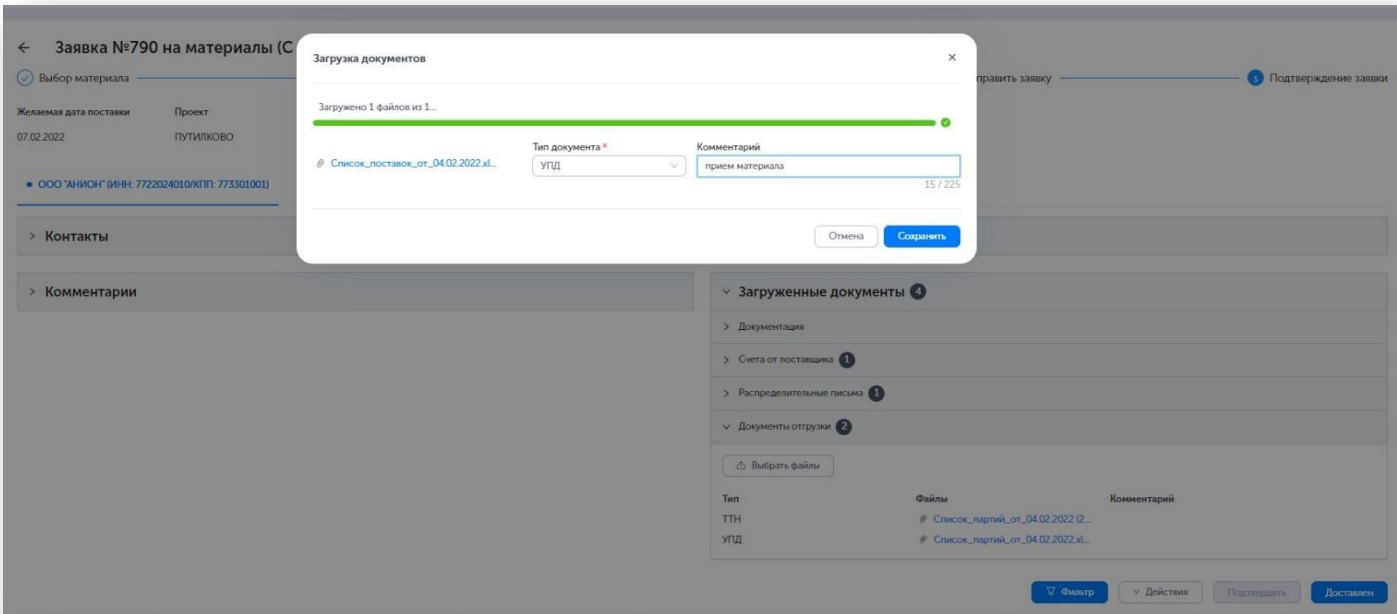 Заявка №790 на материалы (С
Выбор материала
править заявку
5 Подтверждение заявки
Желаемая дата поставки Проект
07.02.2022 ПУТИЛКОВО
ООО "АНИОН" (ИНН: 7722024010/КПП: 773301001)
Загрузка документов
Загружено 1 файлов из 1...
Тип документа * Комментарий
Список_поставок_от_04.02.2022.xl... УПД прием материала
15 / 225
Отмена Сохранить
Контакты
Комментарии
Загруженные документы 4
Документация
Счета от поставщика 1
Распределительные письма 1
Документы отгрузки 2
Выбрать файлы
Тип Файлы Комментарий
ТТН Список_партий_от_04.02.2022 (2...
УПД Список_партий_от_04.02.2022.xl...
Фильтр Действия Подтвердить Доставлен